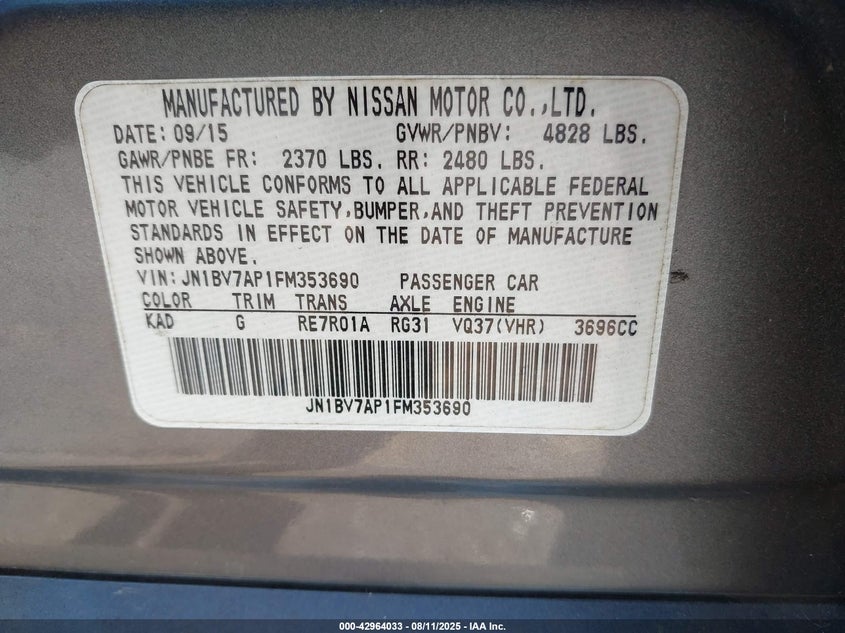 MANUFACTURED BY NISSAN MOTOR CO.,LTD.
DATE: 09/15 GVWR/PNBV: 4828 LBS.
GAWR/PNBE FR: 2370 LBS. RR: 2480 LBS.
THIS VEHICLE CONFORMS TO ALL APPLICABLE FEDERAL
MOTOR VEHICLE SAFETY,BUMPER,AND THEFT PREVENTION
STANDARDS IN EFFECT ON THE DATE OF MANUFACTURE
SHOWN ABOVE.
VIN:JN1BV7AP1FM353690 PASSENGER CAR
COLOR TRIM TRANS AXLE ENGINE
KAD G RE7R01A RG31 VQ37(VHR) 3696CC
JN1BV7AP1FM353690
000-42964033 - 08/11/2025 - IAA Inc.